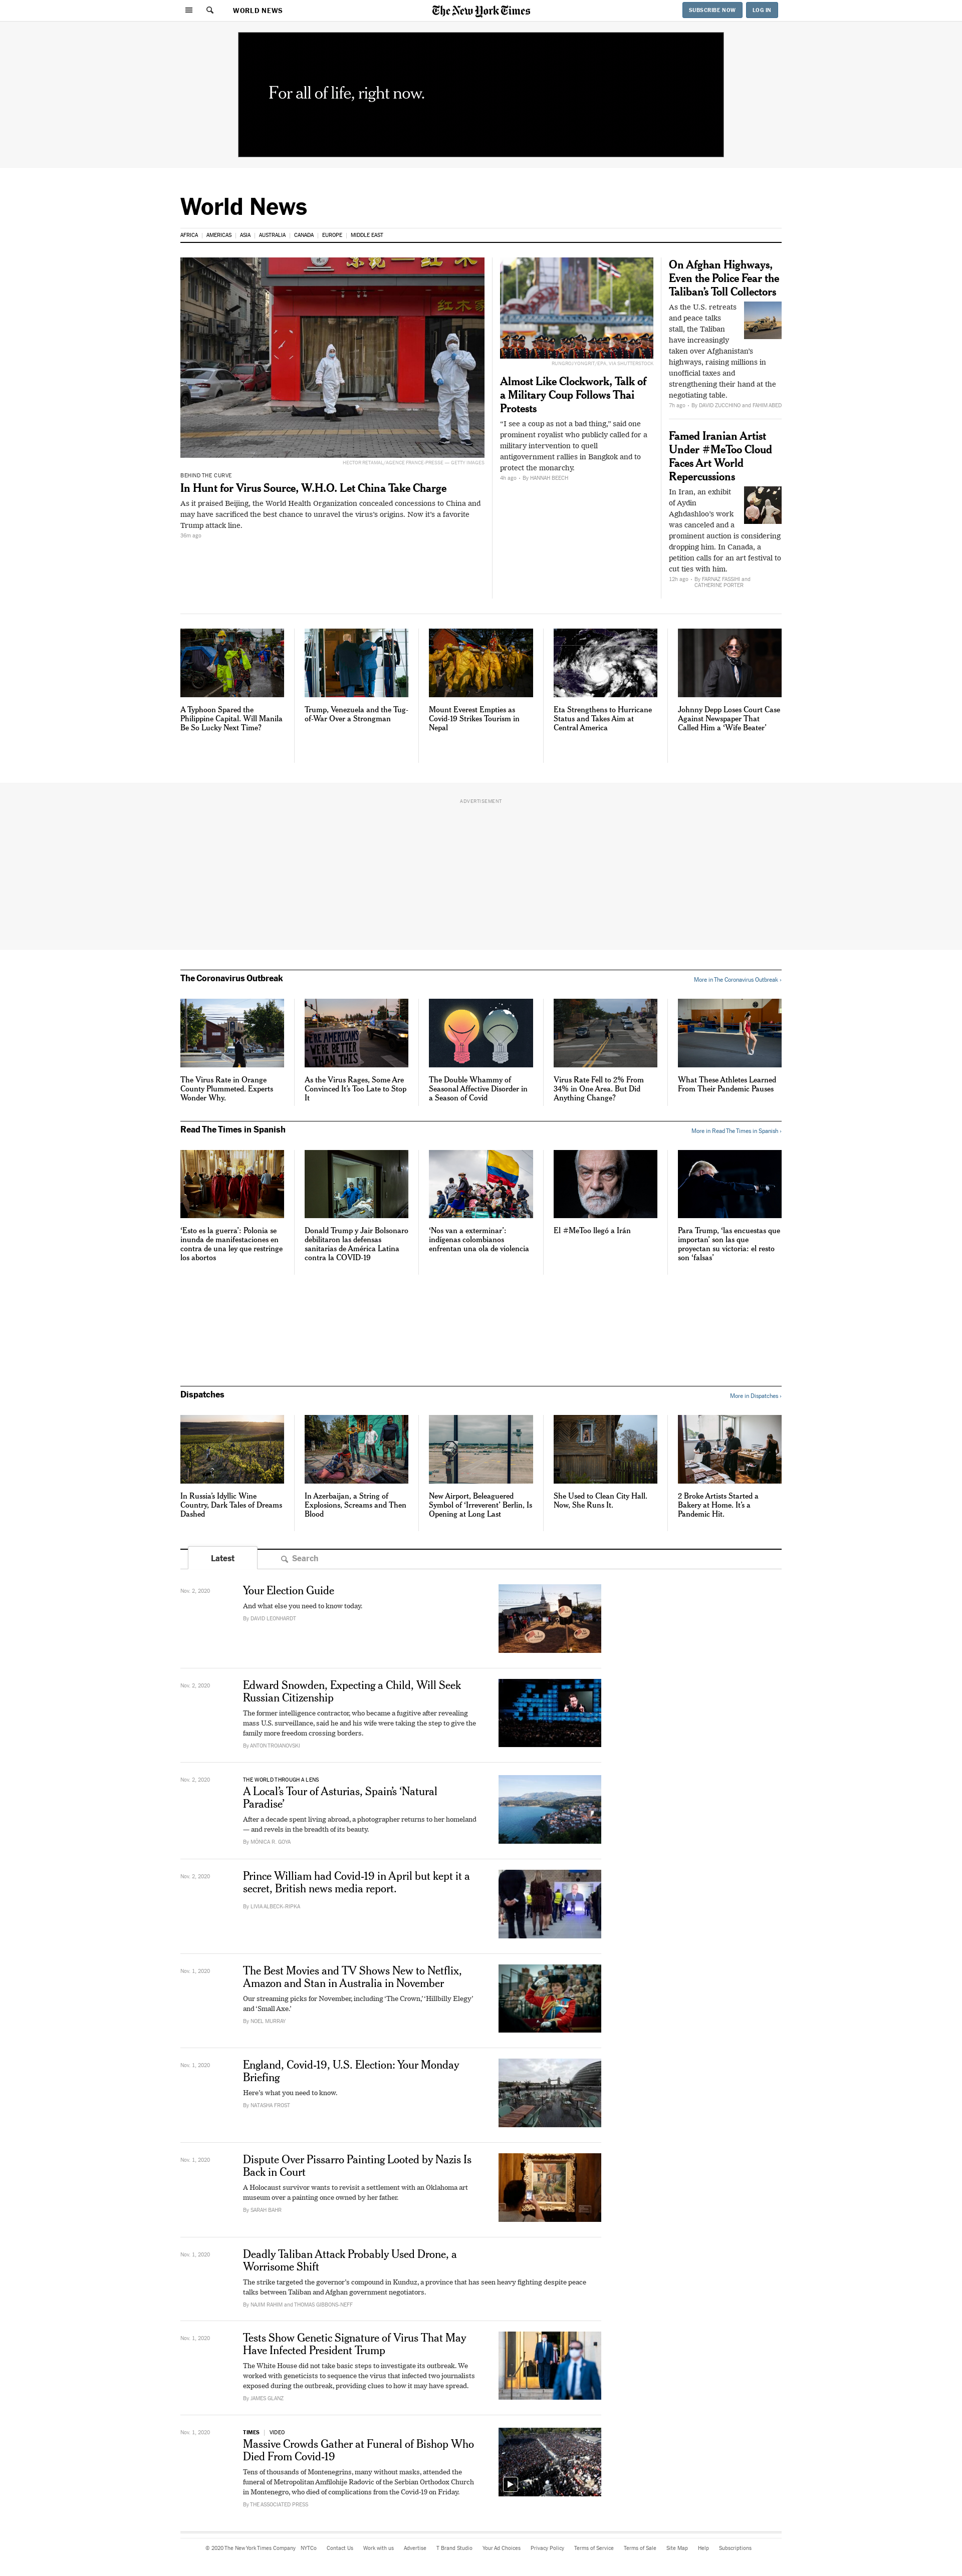 WORLD NEWS
The New York Times
SUBSCRIBE NOW
LOG IN
For all of life, right now.
World News
AFRICA
AMERICAS
ASIA
AUSTRALIA
CANADA
EUROPE
MIDDLE EAST
HECTOR RETAMAL/AGENCE FRANCE-PRESSE — GETTY IMAGES
BEHIND THE CURVE
In Hunt for Virus Source, W.H.O. Let China Take Charge
As it praised Beijing, the World Health Organization concealed concessions to China and
may have sacrificed the best chance to unravel the virus's origins. Now it's a favorite
Trump attack line.
36m ago
RUNGROJ YONGRIT/EPA, VIA SHUTTERSTOCK
Almost Like Clockwork, Talk of
a Military Coup Follows Thai
Protests
“I see a coup as not a bad thing,” said one
prominent royalist who publicly called for a
military intervention to quell
antigovernment rallies in Bangkok and to
protect the monarchy.
4h ago • By HANNAH BEECH
On Afghan Highways,
Even the Police Fear the
Taliban’s Toll Collectors
As the U.S. retreats
and peace talks
stall, the Taliban
have increasingly
taken over Afghanistan’s
highways, raising millions in
unofficial taxes and
strengthening their hand at the
negotiating table.
7h ago • By DAVID ZUCCHINO and FAHIM ABED
Famed Iranian Artist
Under #MeToo Cloud
Faces Art World
Repercussions
In Iran, an exhibit
of Aydin
Aghdashloo’s work
was canceled and a
prominent auction is considering
dropping him. In Canada, a
petition calls for an art festival to
cut ties with him.
12h ago • By FARNAZ FASSIHI and
CATHERINE PORTER
A Typhoon Spared the
Philippine Capital. Will Manila
Be So Lucky Next Time?
Trump, Venezuela and the Tug-
of-War Over a Strongman
Mount Everest Empties as
Covid-19 Strikes Tourism in
Nepal
Eta Strengthens to Hurricane
Status and Takes Aim at
Central America
Johnny Depp Loses Court Case
Against Newspaper That
Called Him a ‘Wife Beater’
ADVERTISEMENT
The Coronavirus Outbreak
More in The Coronavirus Outbreak ›
The Virus Rate in Orange
County Plummeted. Experts
Wonder Why.
As the Virus Rages, Some Are
Convinced It’s Too Late to Stop
It
The Double Whammy of
Seasonal Affective Disorder in
a Season of Covid
Virus Rate Fell to 2% From
34% in One Area. But Did
Anything Change?
What These Athletes Learned
From Their Pandemic Pauses
Read The Times in Spanish
More in Read The Times in Spanish ›
‘Esto es la guerra’: Polonia se
inunda de manifestaciones en
contra de una ley que restringe
los abortos
Donald Trump y Jair Bolsonaro
debilitaron las defensas
sanitarias de América Latina
contra la COVID-19
‘Nos van a exterminar’:
indígenas colombianos
enfrentan una ola de violencia
El #MeToo llegó a Irán
Para Trump, ‘las encuestas que
importan’ son las que
proyectan su victoria: el resto
son ‘falsas’
Dispatches
More in Dispatches ›
In Russia’s Idyllic Wine
Country, Dark Tales of Dreams
Dashed
In Azerbaijan, a String of
Explosions, Screams and Then
Blood
New Airport, Beleaguered
Symbol of ‘Irreverent’ Berlin, Is
Opening at Long Last
She Used to Clean City Hall.
Now, She Runs It.
2 Broke Artists Started a
Bakery at Home. It’s a
Pandemic Hit.
Latest
Search
Nov. 2, 2020
Your Election Guide
And what else you need to know today.
By DAVID LEONHARDT
Nov. 2, 2020
Edward Snowden, Expecting a Child, Will Seek
Russian Citizenship
The former intelligence contractor, who became a fugitive after revealing
mass U.S. surveillance, said he and his wife were taking the step to give the
family more freedom crossing borders.
By ANTON TROIANOVSKI
Nov. 2, 2020
THE WORLD THROUGH A LENS
A Local’s Tour of Asturias, Spain’s ‘Natural
Paradise’
After a decade spent living abroad, a photographer returns to her homeland
— and revels in the breadth of its beauty.
By MÓNICA R. GOYA
Nov. 2, 2020
Prince William had Covid-19 in April but kept it a
secret, British news media report.
By LIVIA ALBECK-RIPKA
Nov. 1, 2020
The Best Movies and TV Shows New to Netflix,
Amazon and Stan in Australia in November
Our streaming picks for November, including ‘The Crown,’ ‘Hillbilly Elegy’
and ‘Small Axe.’
By NOEL MURRAY
Nov. 1, 2020
England, Covid-19, U.S. Election: Your Monday
Briefing
Here’s what you need to know.
By NATASHA FROST
Nov. 1, 2020
Dispute Over Pissarro Painting Looted by Nazis Is
Back in Court
A Holocaust survivor wants to revisit a settlement with an Oklahoma art
museum over a painting once owned by her father.
By SARAH BAHR
Nov. 1, 2020
Deadly Taliban Attack Probably Used Drone, a
Worrisome Shift
The strike targeted the governor’s compound in Kunduz, a province that has seen heavy fighting despite peace
talks between Taliban and Afghan government negotiators.
By NAJIM RAHIM and THOMAS GIBBONS-NEFF
Nov. 1, 2020
Tests Show Genetic Signature of Virus That May
Have Infected President Trump
The White House did not take basic steps to investigate its outbreak. We
worked with geneticists to sequence the virus that infected two journalists
exposed during the outbreak, providing clues to how it may have spread.
By JAMES GLANZ
Nov. 1, 2020
TIMES | VIDEO
Massive Crowds Gather at Funeral of Bishop Who
Died From Covid-19
Tens of thousands of Montenegrins, many without masks, attended the
funeral of Metropolitan Amfilohije Radovic of the Serbian Orthodox Church
in Montenegro, who died of complications from the Covid-19 on Friday.
By THE ASSOCIATED PRESS
© 2020 The New York Times Company
NYTCo
Contact Us
Work with us
Advertise
T Brand Studio
Your Ad Choices
Privacy Policy
Terms of Service
Terms of Sale
Site Map
Help
Subscriptions